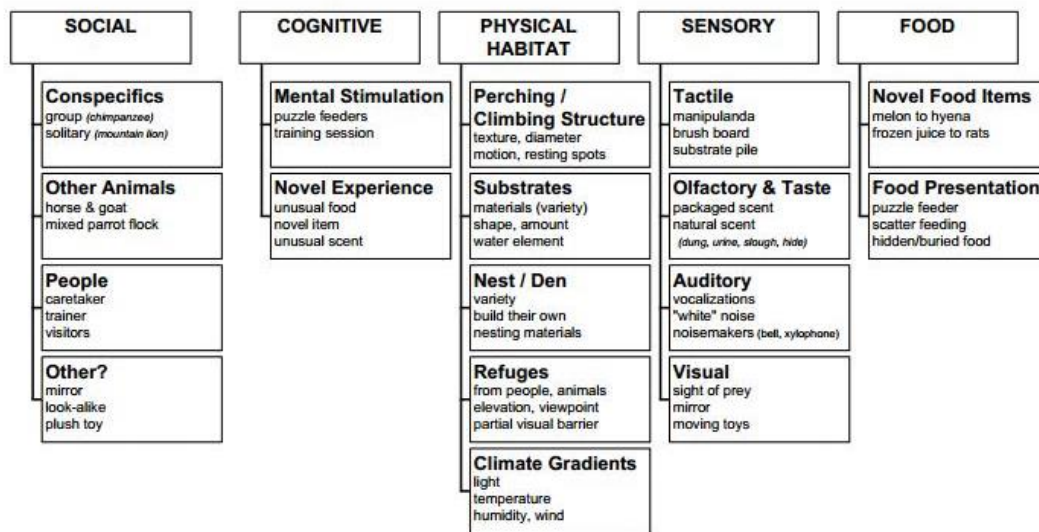 SOCIAL
Conspecifics
group (chimpanzee)
solitary (mountain lion)
Other Animals
horse & goat
mixed parrot flock
People
caretaker
trainer
visitors
Other?
mirror
look-alike
plush toy
COGNITIVE
Mental Stimulation
puzzle feeders
training session
Novel Experience
unusual food
novel item
unusual scent
PHYSICAL
HABITAT
Perching /
Climbing Structure
texture, diameter
motion, resting spots
Substrates
materials (variety)
shape, amount
water element
Nest / Den
variety
build their own
nesting materials
Refuges
from people, animals
elevation, viewpoint
partial visual barrier
Climate Gradients
light
temperature
humidity, wind
SENSORY
Tactile
manipulanda
brush board
substrate pile
Olfactory & Taste
packaged scent
natural scent
(dung, urine, slough, hide)
Auditory
vocalizations
"white" noise
noisemakers (bell, xylophone)
Visual
sight of prey
mirror
moving toys
FOOD
Novel Food Items
melon to hyena
frozen juice to rats
Food Presentation
puzzle feeder
scatter feeding
hidden/buried food